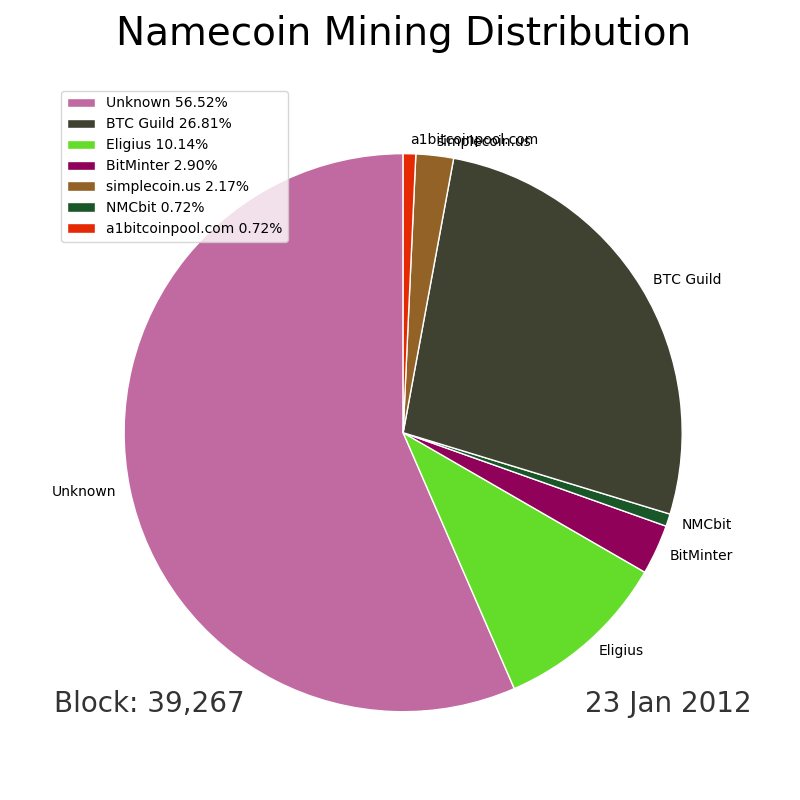 Namecoin Mining Distribution
Unknown 56.52%
BTC Guild 26.81%
Eligius 10.14%
BitMinter 2.90%
simplecoin.us 2.17%
NMCbit 0.72%
a1bitcoinpool.com 0.72%
a1bitcoinpool.com
simplecoin.us
BTC Guild
Unknown
NMCbit
BitMinter
Eligius
Block: 39,267
23 Jan 2012